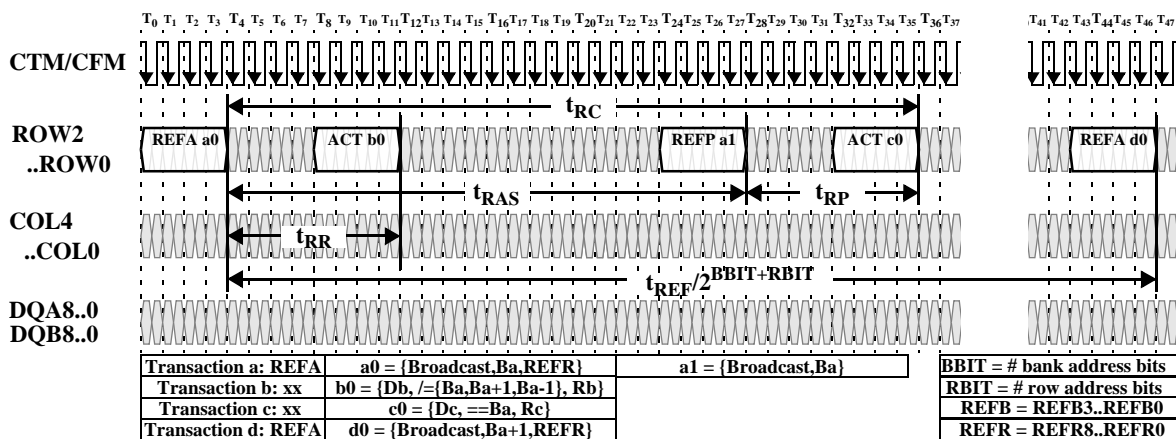 T0 T1 T2 T3 T4 T5 T6 T7 T8 T9 T10 T11 T12 T13 T14 T15 T16 T17 T18 T19 T20 T21 T22 T23 T24 T25 T26 T27 T28 T29 T30 T31 T32 T33 T34 T35 T36 T37 T41 T42 T43 T44 T45 T46 T47
CTM/CFM
tRC
ROW2
..ROW0
REFA a0 ACT b0 REFP a1 ACT c0 REFA d0
tRAS tRP
COL4
..COL0
tRR
tREF/2BBIT+RBIT
DQA8..0
DQB8..0
Transaction a: REFA a0 = {Broadcast,Ba,REFR} a1 = {Broadcast,Ba} BBIT = # bank address bits
Transaction b: xx b0 = {Db, /={Ba,Ba+1,Ba-1}, Rb} RBIT = # row address bits
Transaction c: xx c0 = {Dc, ==Ba, Rc} REFB = REFB3..REFB0
Transaction d: REFA d0 = {Broadcast,Ba+1,REFR} REFR = REFR8..REFR0